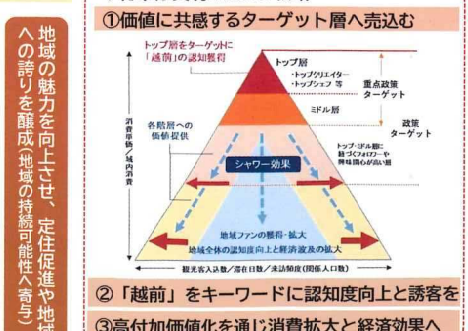 ①価値に共感するターゲット層へ売込む
トップ層をターゲットに
「越前」の認知獲得
トップ層
・トップクリエイター
・トップシェフ 等
重点政策
ターゲット
ミドル層
政策
ターゲット
消費単価／域内消費
各階層への
価値提供
トップ・ミドル層に
紐づくフォロワーや
興味関心が高い層
シャワー効果
地域ファンの獲得・拡大
地域全体の認知度向上と経済波及の拡大
観光客入込数／滞在日数／来訪頻度(関係人口数)
②「越前」をキーワードに認知度向上と誘客を
③高付加価値化を通じ消費拡大と経済効果へ
地域の魅力を向上させ、定住促進や地域
への誇りを醸成(地域の持続可能性へ寄与)